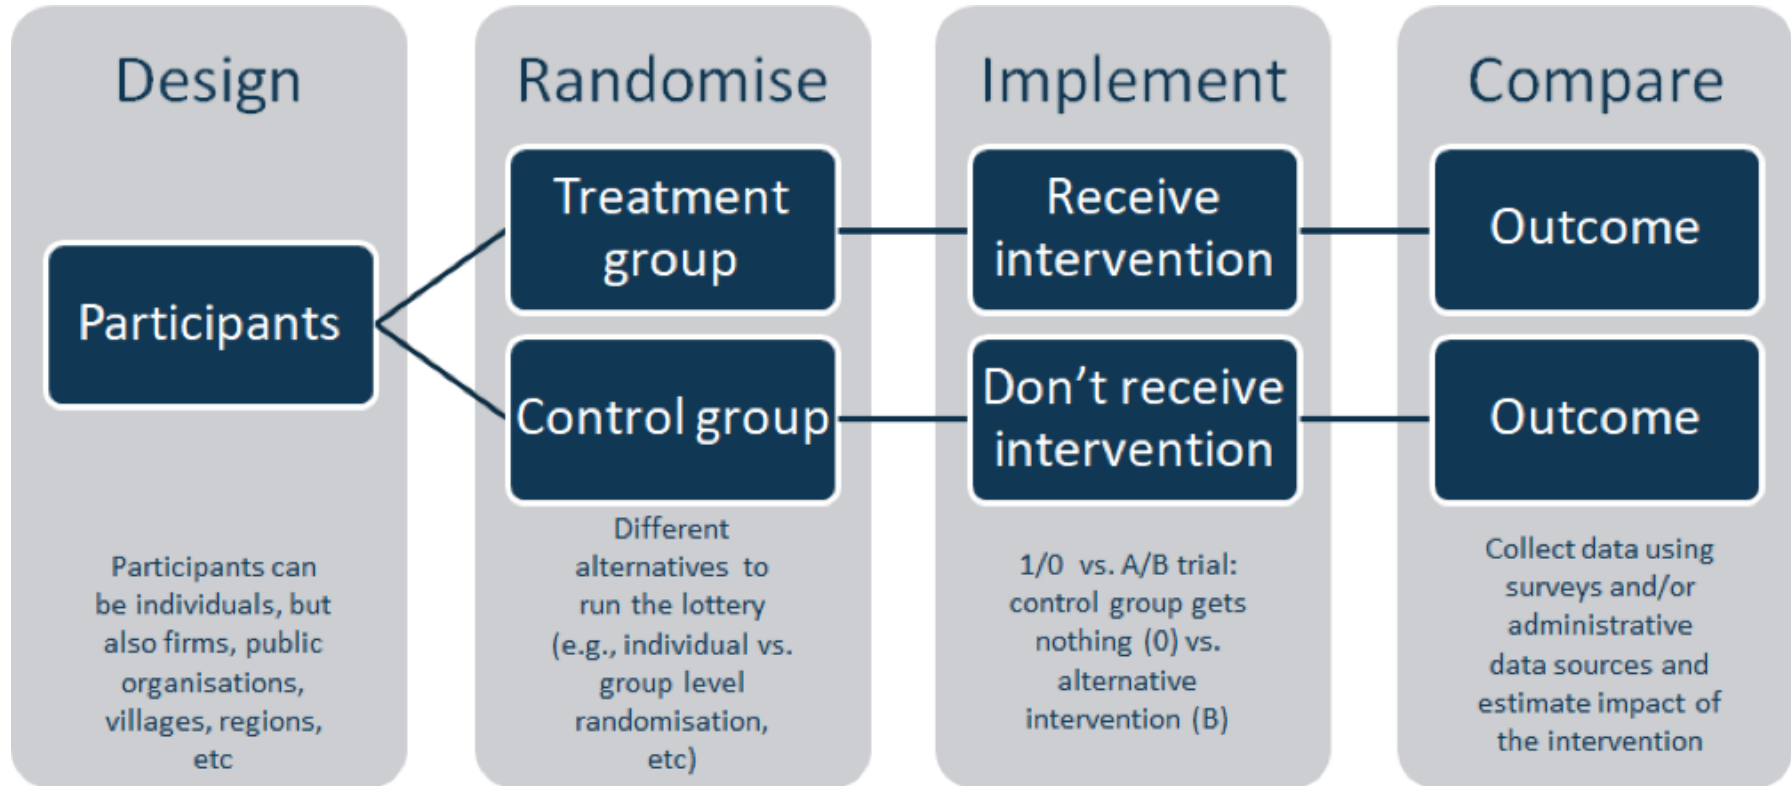 Design
Participants
Participants can
be individuals, but
also firms, public
organisations,
villages, regions,
etc
Randomise
Treatment
group
Control group
Different
alternatives to
run the lottery
(e.g., individual vs.
group level
randomisation,
etc)
Implement
Receive
intervention
Don't receive
intervention
1/0 vs. A/B trial:
control group gets
nothing (0) vs.
alternative
intervention (B)
Compare
Outcome
Outcome
Collect data using
surveys and/or
administrative
data sources and
estimate impact of
the intervention